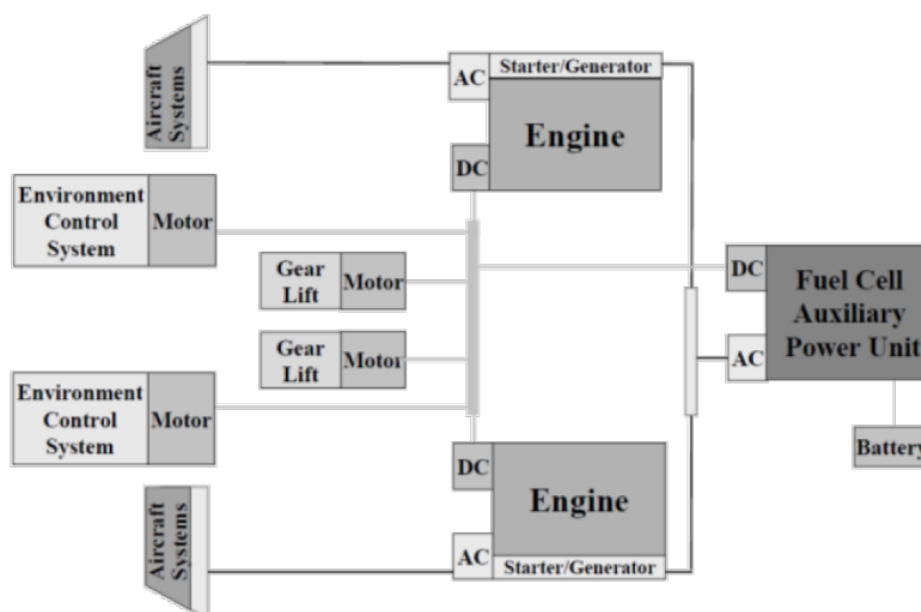 Aircraft
Systems
AC
Starter/Generator
Engine
DC
Environment
Control
System
Motor
Gear
Lift
Motor
DC
Fuel Cell
Auxiliary
Power Unit
AC
Gear
Lift
Motor
Environment
Control
System
Motor
Battery
DC
Engine
AC
Starter/Generator
Aircraft
Systems